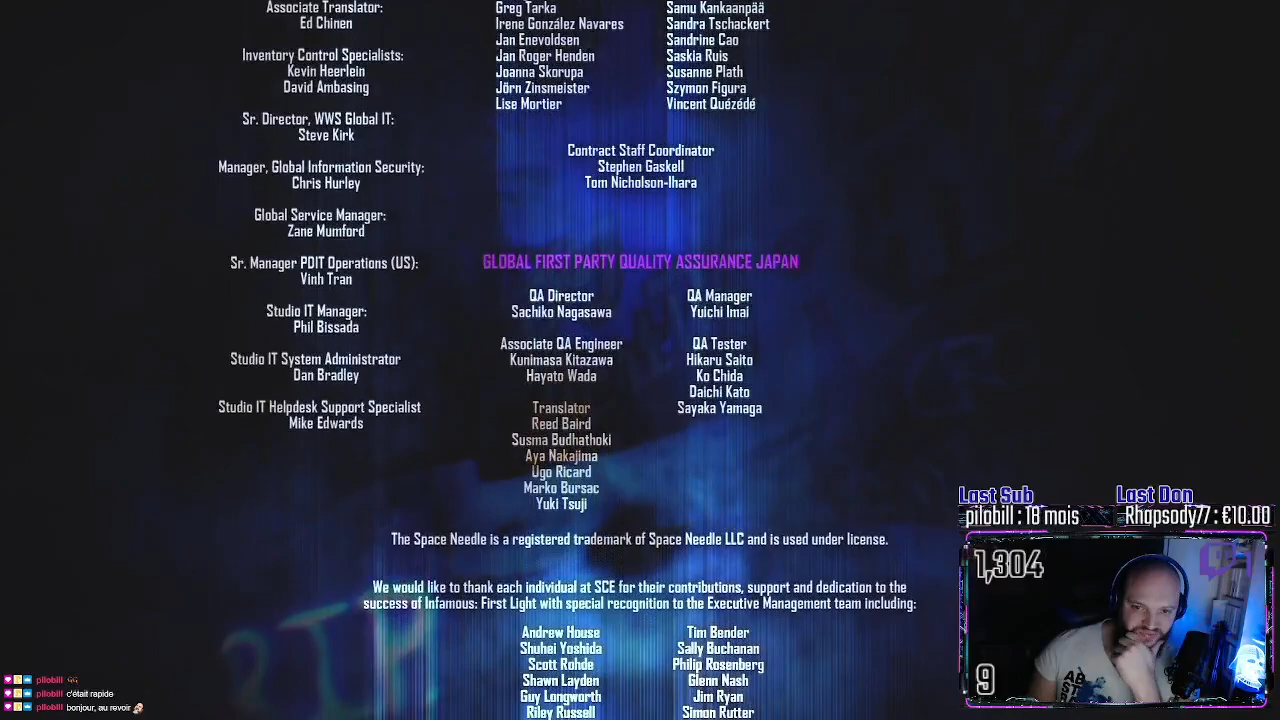 Associate Translator:
Ed Chinen
Inventory Control Specialists:
Kevin Heerlein
David Ambasing
Sr. Director, WWS Global IT:
Steve Kirk
Manager, Global Information Security:
Chris Hurley
Global Service Manager:
Zane Mumford
Sr. Manager PDIT Operations (US):
Vinh Tran
Studio IT Manager:
Phil Bissada
Studio IT System Administrator
Dan Bradley
Studio IT Helpdesk Support Specialist
Mike Edwards
Greg Tarka
Irene González Navares
Jan Enevoldsen
Jan Roger Henden
Joanna Skorupa
Jörn Zinsmeister
Lise Mortier
Samu Kankaanpää
Sandra Tschackert
Sandrine Cao
Saskia Ruis
Susanne Plath
Szymon Figura
Vincent Quézédé
Contract Staff Coordinator
Stephen Gaskell
Tom Nicholson-Ihara
GLOBAL FIRST PARTY QUALITY ASSURANCE JAPAN
QA Director
Sachiko Nagasawa
Associate QA Engineer
Kunimasa Kitazawa
Hayato Wada
Translator
Reed Baird
Susma Budhathoki
Aya Nakajima
Ugo Ricard
Marko Bursac
Yuki Tsuji
QA Manager
Yuichi Imai
QA Tester
Hikaru Saito
Ko Chida
Daichi Kato
Sayaka Yamaga
The Space Needle is a registered trademark of Space Needle LLC and is used under license.
We would like to thank each individual at SCE for their contributions, support and dedication to the
success of Infamous: First Light with special recognition to the Executive Management team including:
Andrew House
Shuhei Yoshida
Scott Rohde
Shawn Layden
Guy Longworth
Riley Russell
Tim Bender
Sally Buchanan
Philip Rosenberg
Glenn Nash
Jim Ryan
Simon Rutter
Last Sub
pilobill : 18 mois
Last Don
Rhapsody77 : €10.00
1,304
9
pilobill GG
pilobill c'était rapide
pilobill bonjour, au revoir